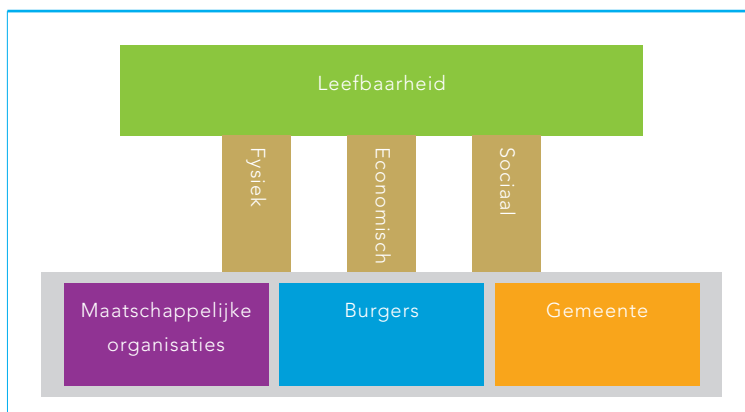 Leefbaarheid
Fysiek
Economisch
Sociaal
Maatschappelijke
organisaties
Burgers
Gemeente